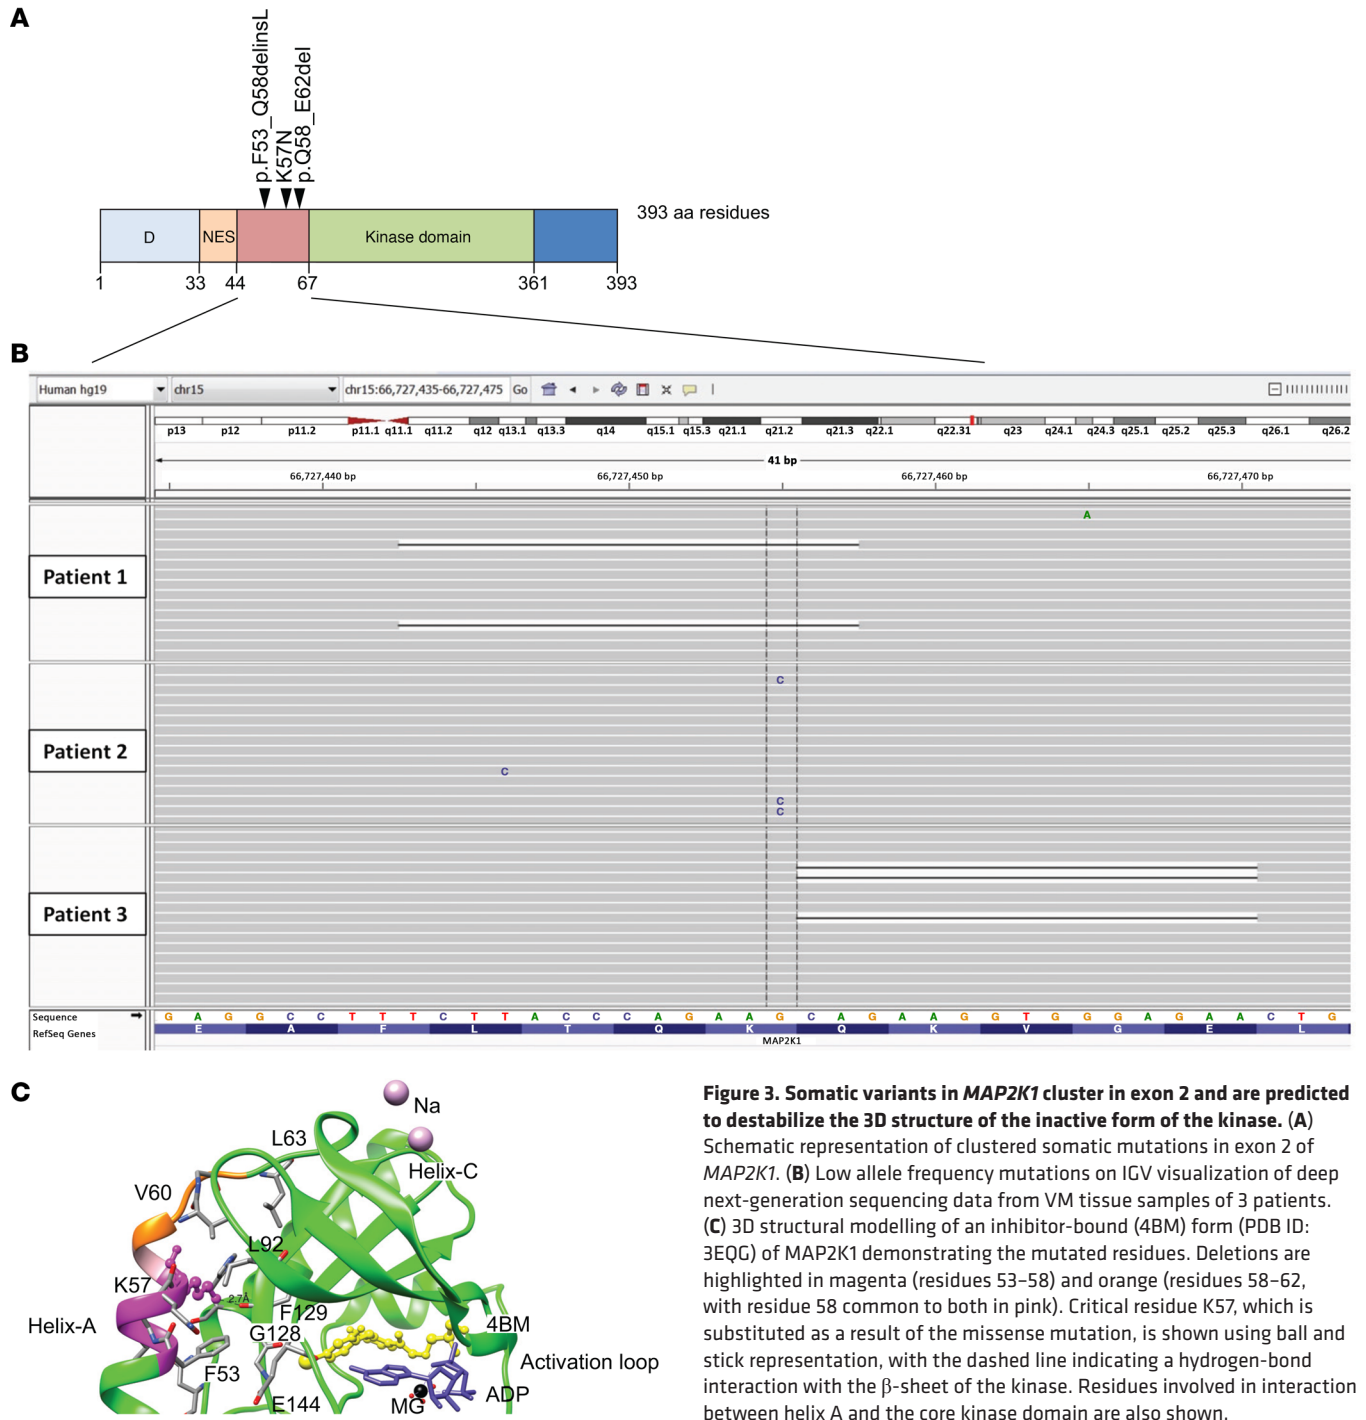 A
p.F53_Q58delinsL
K57N
p.Q58_E62del
D
NES
Kinase domain
393 aa residues
1 33 44 67 361 393
B
Human hg19 chr15 chr15:66,727,435-66,727,475 Go
p13 p12 p11.2 p11.1 q11.1 q11.2 q12 q13.1 q13.3 q14 q15.1 q15.3 q21.1 q21.2 q21.3 q22.1 q22.31 q23 q24.1 q24.3 q25.1 q25.2 q25.3 q26.1 q26.2
41 bp
66,727,440 bp 66,727,450 bp 66,727,460 bp 66,727,470 bp
A
Patient 1
C
Patient 2
C
C
C
Patient 3
Sequence G A G G C C T T T C T T A C C C A G A A G C A G A A G G T G G G A G A A C T G
RefSeq Genes E A F L T Q K Q K V G E L
MAP2K1
C
Na
L63
Helix-C
V60
L92
K57
2.7Å
F129
Helix-A
G128
4BM
F53
Activation loop
E144
MG
ADP
Figure 3. Somatic variants in MAP2K1 cluster in exon 2 and are predicted
to destabilize the 3D structure of the inactive form of the kinase. (A)
Schematic representation of clustered somatic mutations in exon 2 of
MAP2K1. (B) Low allele frequency mutations on IGV visualization of deep
next-generation sequencing data from VM tissue samples of 3 patients.
(C) 3D structural modelling of an inhibitor-bound (4BM) form (PDB ID:
3EQG) of MAP2K1 demonstrating the mutated residues. Deletions are
highlighted in magenta (residues 53–58) and orange (residues 58–62,
with residue 58 common to both in pink). Critical residue K57, which is
substituted as a result of the missense mutation, is shown using ball and
stick representation, with the dashed line indicating a hydrogen-bond
interaction with the β-sheet of the kinase. Residues involved in interaction
between helix A and the core kinase domain are also shown.